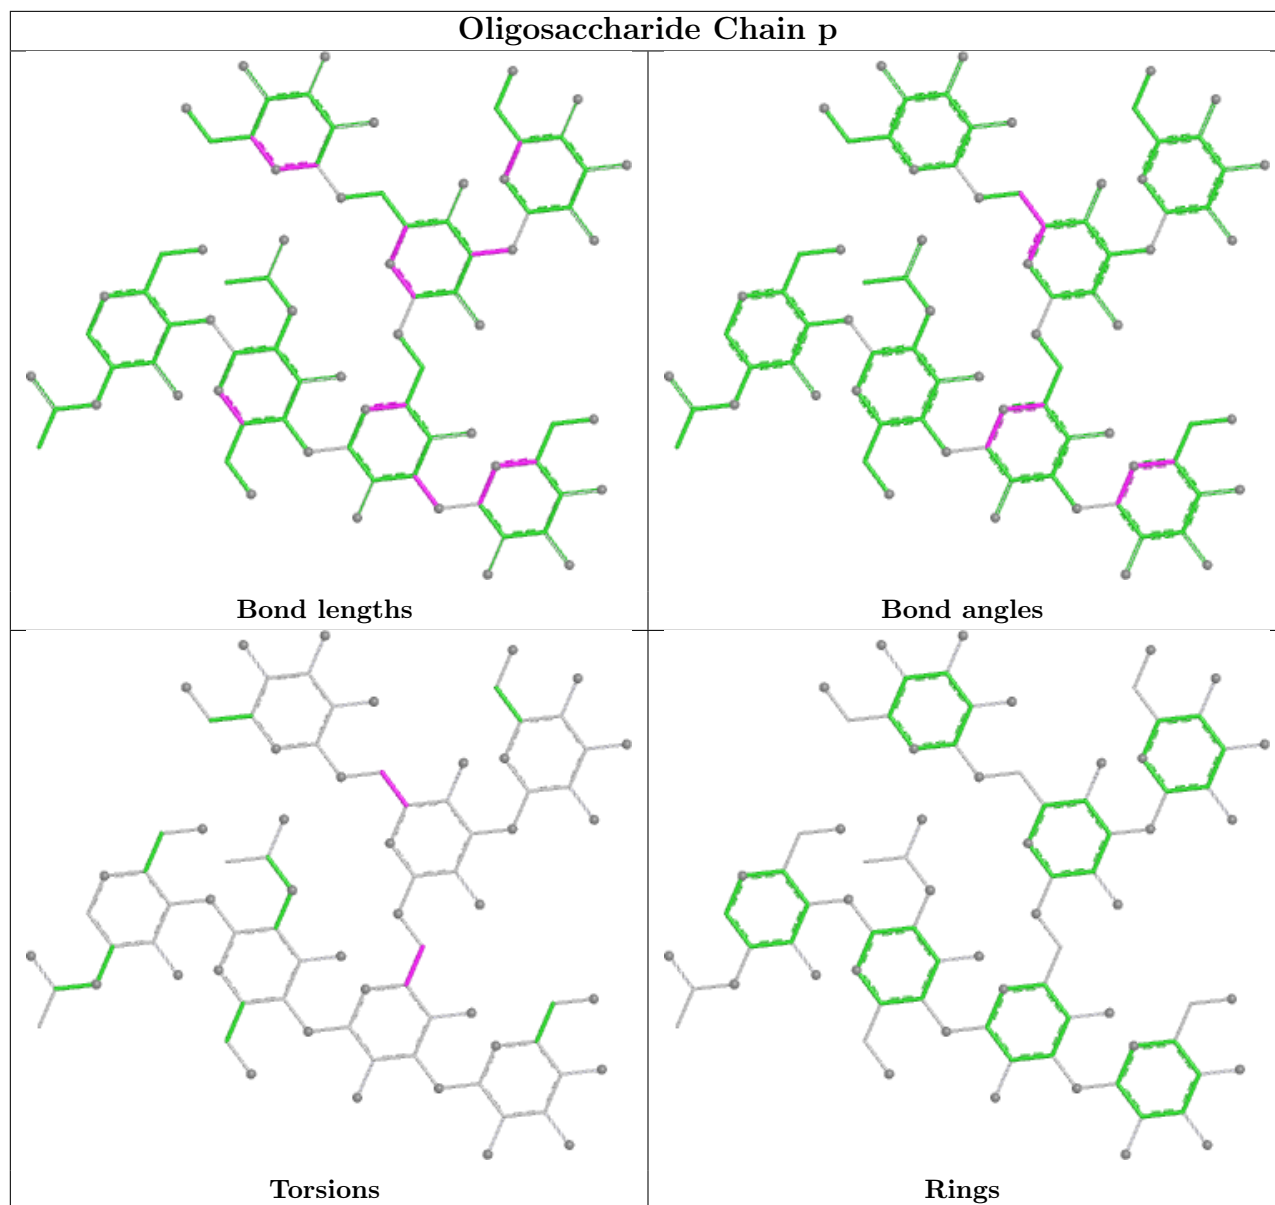 Oligosaccharide Chain p
Bond lengths
Bond angles
Torsions
Rings